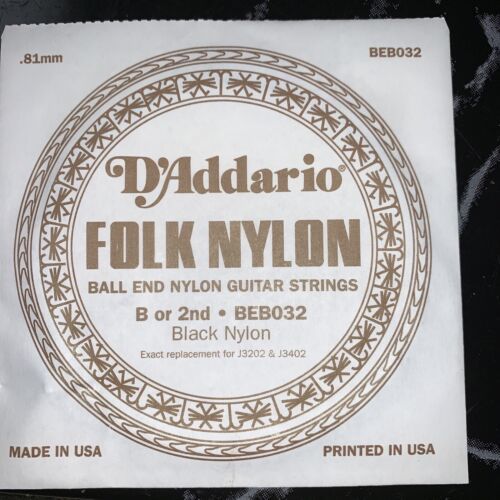 .81mm BEB032
D'Addario®
FOLK NYLON
BALL END NYLON GUITAR STRINGS
B or 2nd • BEB032
Black Nylon
Exact replacement for J3202 & J3402
MADE IN USA PRINTED IN USA